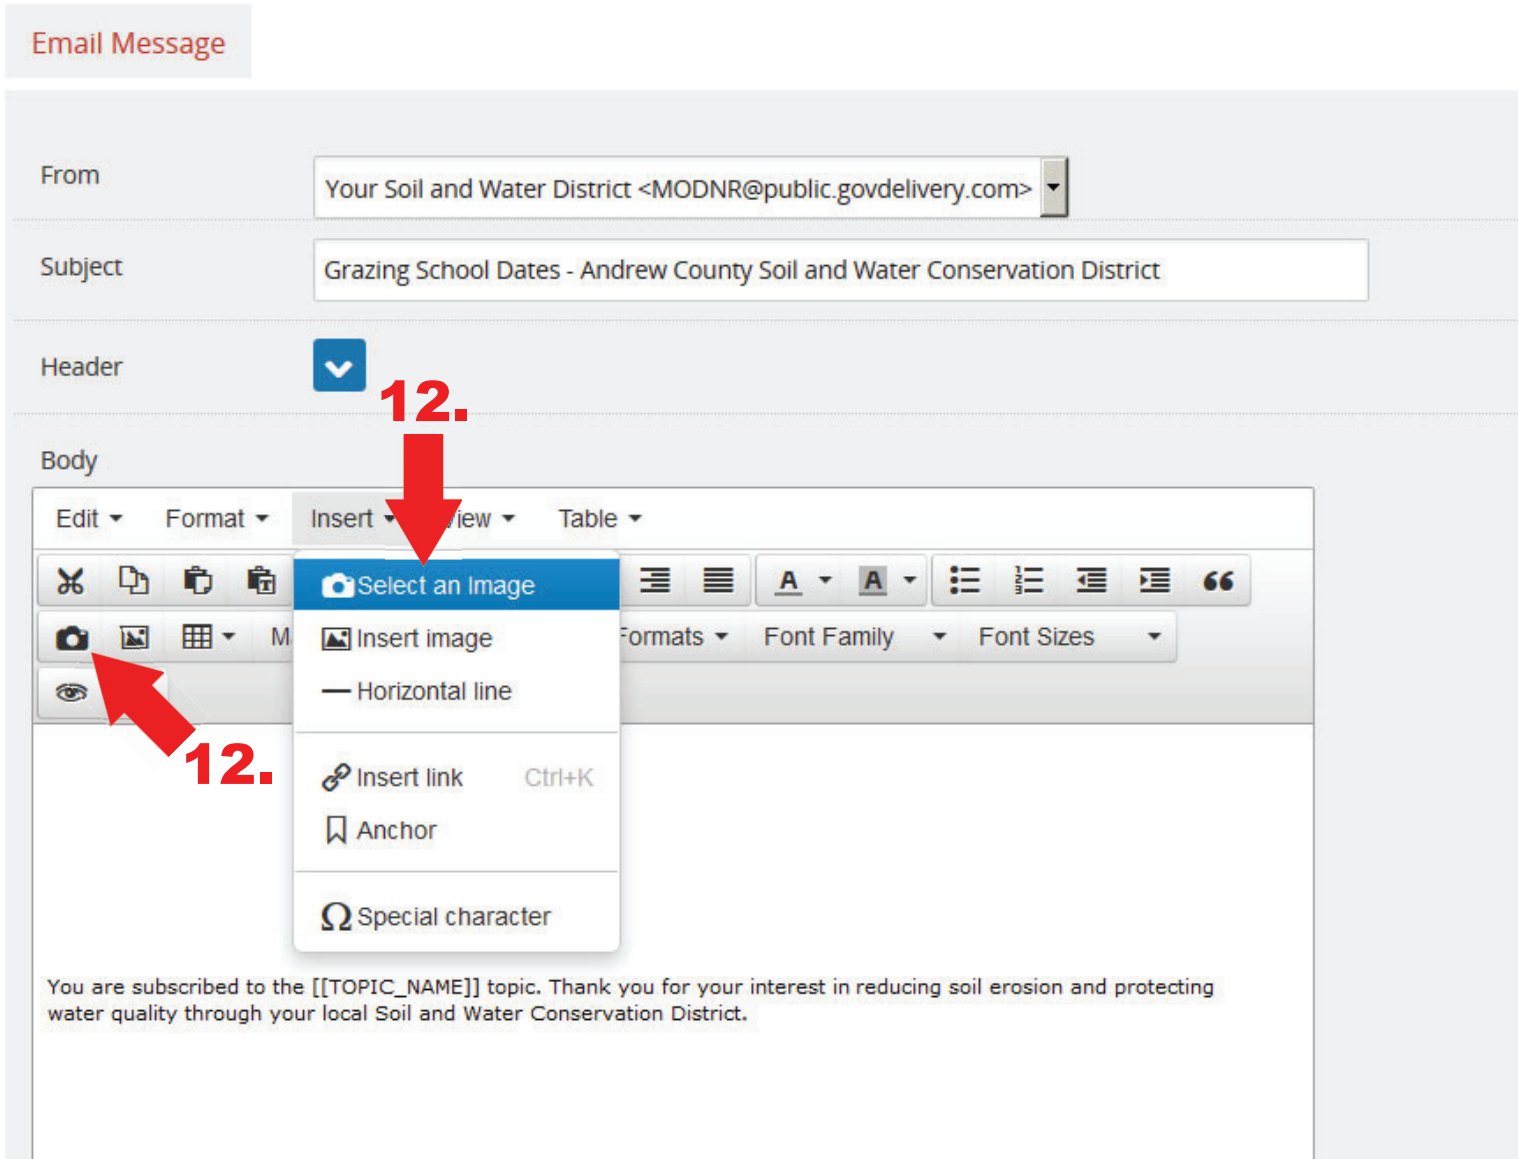 Email Message
From
Your Soil and Water District <MODNR@public.govdelivery.com>
Subject
Grazing School Dates - Andrew County Soil and Water Conservation District
Header
12.
Body
Edit Format Insert View Table
Select an Image
A A
Insert image
Formats Font Family Font Sizes
Horizontal line
12.
Insert link Ctrl+K
Anchor
Special character
You are subscribed to the [[TOPIC_NAME]] topic. Thank you for your interest in reducing soil erosion and protecting
water quality through your local Soil and Water Conservation District.